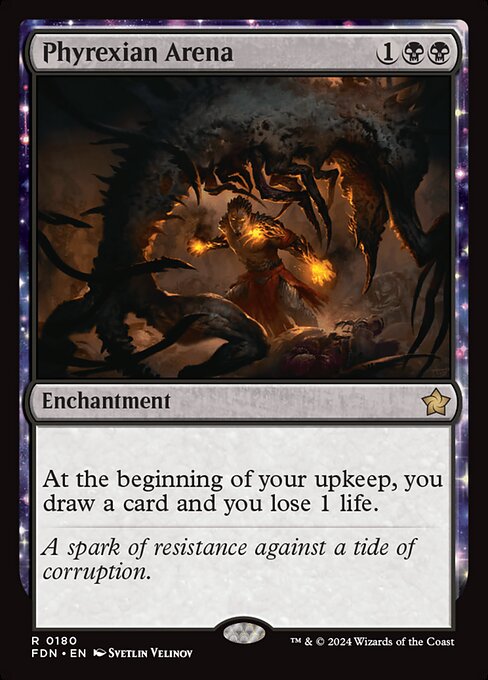 Phyrexian Arena 1
Enchantment
At the beginning of your upkeep, you
draw a card and you lose 1 life.
A spark of resistance against a tide of
corruption.
R 0180
™ & © 2024 Wizards of the Coast
FDN • EN Svetlin Velinov